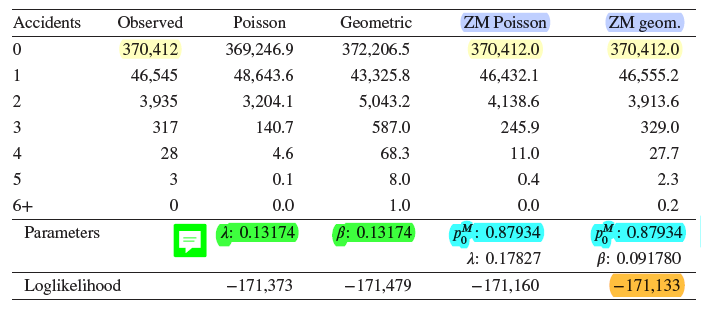 Accidents Observed Poisson Geometric ZM Poisson ZM geom.
0 370,412 369,246.9 372,206.5 370,412.0 370,412.0
1 46,545 48,643.6 43,325.8 46,432.1 46,555.2
2 3,935 3,204.1 5,043.2 4,138.6 3,913.6
3 317 140.7 587.0 245.9 329.0
4 28 4.6 68.3 11.0 27.7
5 3 0.1 8.0 0.4 2.3
6+ 0 0.0 1.0 0.0 0.2
Parameters λ: 0.13174 β: 0.13174 p₀ᴹ: 0.87934 p₀ᴹ: 0.87934
λ: 0.17827 β: 0.091780
Loglikelihood −171,373 −171,479 −171,160 −171,133